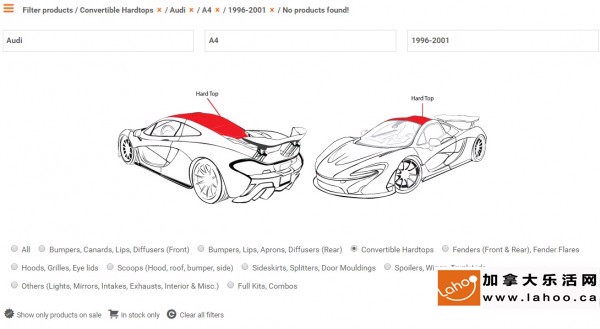 Filter products / Convertible Hardtops × / Audi × / A4 × / 1996-2001 × / No products found!
Audi A4 1996-2001
Hard Top Hard Top
All Bumpers, Canards, Lips, Diffusers (Front) Bumpers, Lips, Aprons, Diffusers (Rear) Convertible Hardtops Fenders (Front & Rear), Fender Flares
Hoods, Grilles, Eye lids Scoops (Hood, roof, bumper, side) Sideskirts, Splitters, Door Mouldings Spoilers,
Others (Lights, Mirrors, Intakes, Exhausts, Interior & Misc.) Full Kits, Combos
Show only products on sale In stock only Clear all filters
Lahoo
加拿大乐活网
www.lahoo.ca